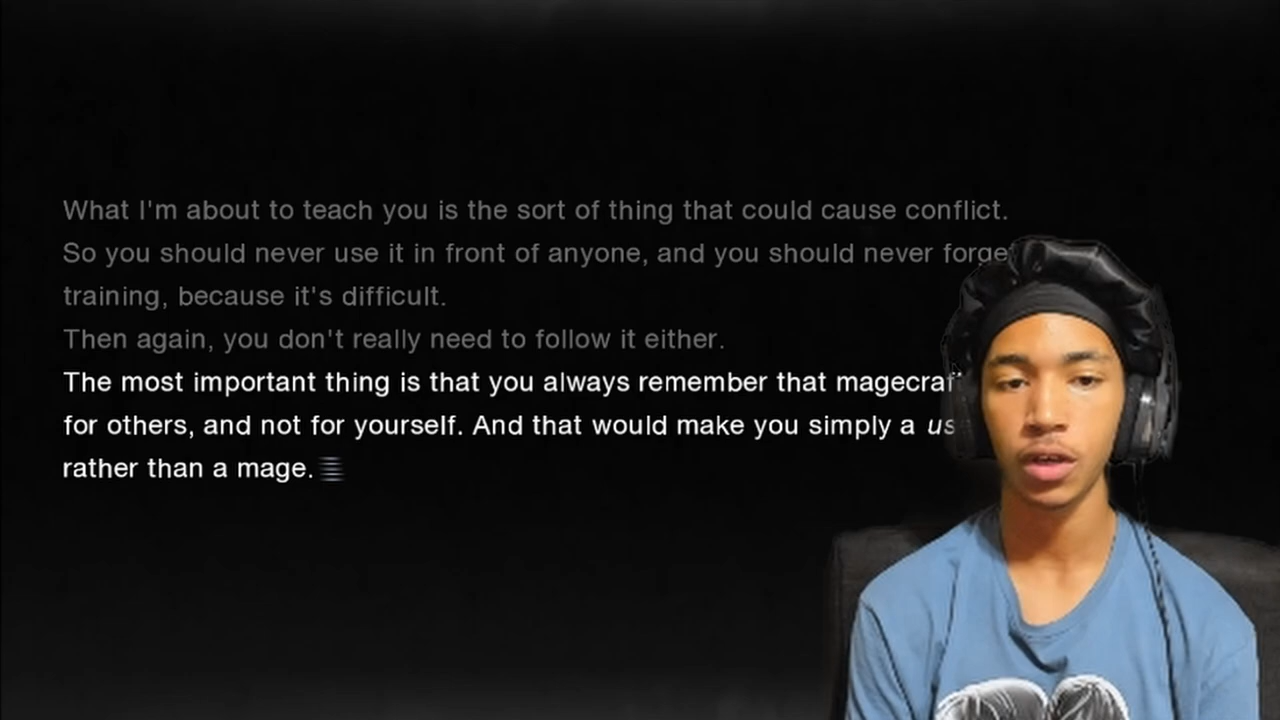 What I'm about to teach you is the sort of thing that could cause conflict.
So you should never use it in front of anyone, and you should never
training, because it's difficult.
Then again, you don't really need to follow it either.
The most important thing is that you always remember that
for others, and not for yourself. And that would make you simply a
rather than a mage.